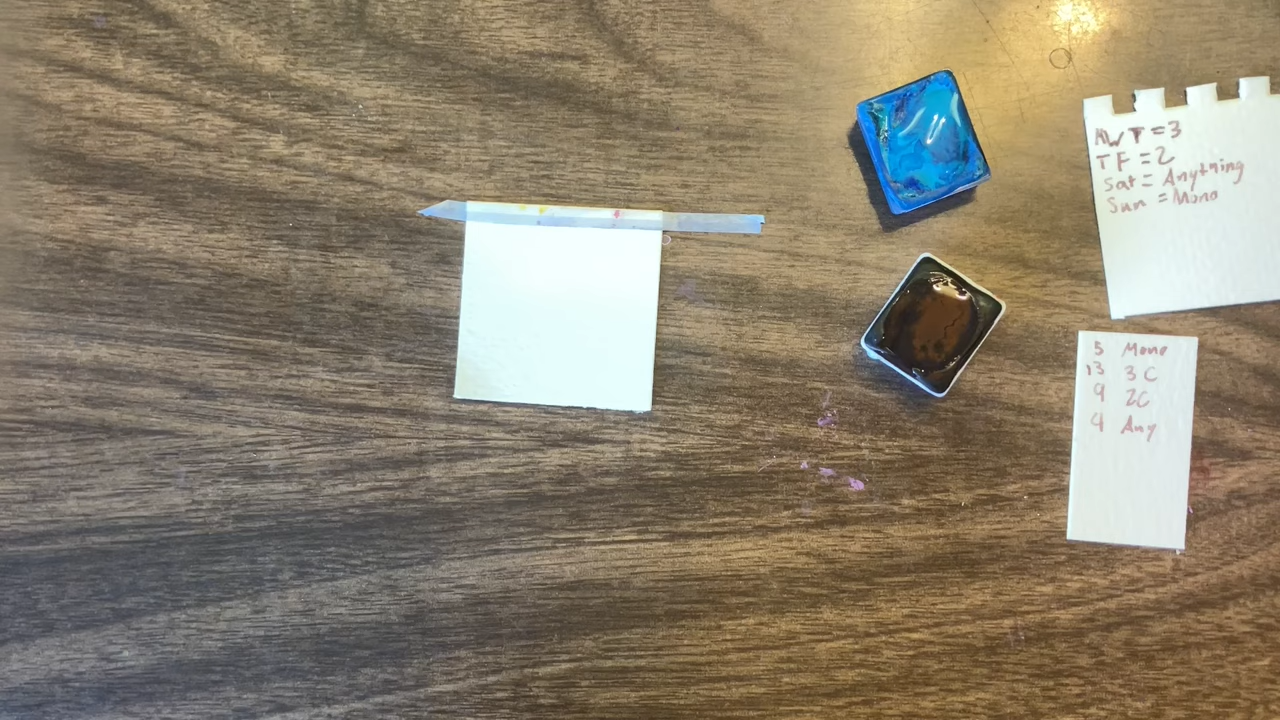 MWT = 3
TF = 2
Sat = Anything
Sun = Mono
5 Mono
13 3C
9 2C
4 Any